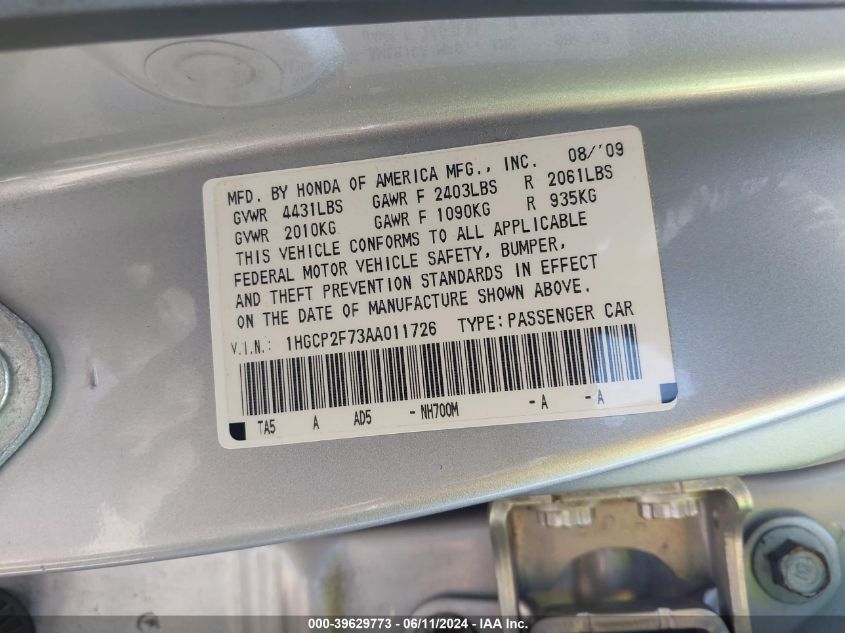 MFD. BY HONDA OF AMERICA MFG., INC. 08/'09
GVWR 4431LBS GAWR F 2403LBS R 2061LBS
GVWR 2010KG GAWR F 1090KG R 935KG
THIS VEHICLE CONFORMS TO ALL APPLICABLE
FEDERAL MOTOR VEHICLE SAFETY, BUMPER,
AND THEFT PREVENTION STANDARDS IN EFFECT
ON THE DATE OF MANUFACTURE SHOWN ABOVE.
V.I.N.: 1HGCP2F73AA011726 TYPE: PASSENGER CAR
TA5 A AD5 -NH700M -A -A
000-39629773 - 06/11/2024 - IAA Inc.